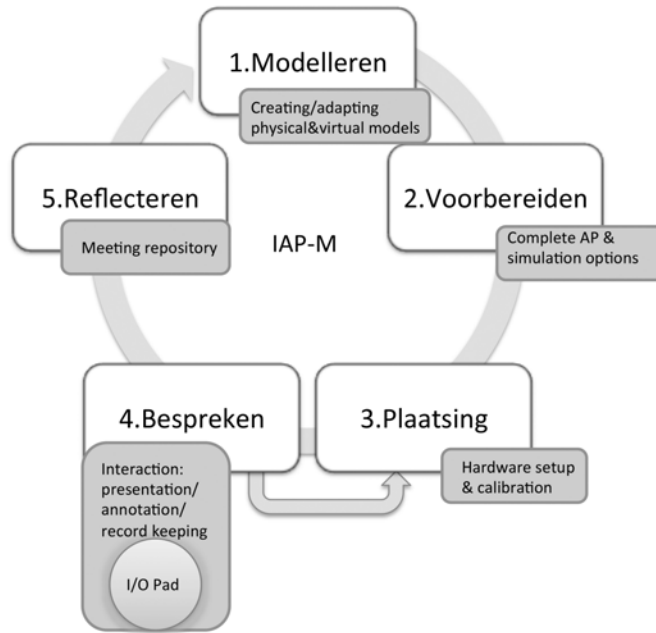 1.Modelleren
Creating/adapting
physical&virtual models
2.Voorbereiden
Complete AP &
simulation options
3.Plaatsing
Hardware setup
& calibration
4.Bespreken
Interaction:
presentation/
annotation/
record keeping
I/O Pad
5.Reflecteren
Meeting repository
IAP-M